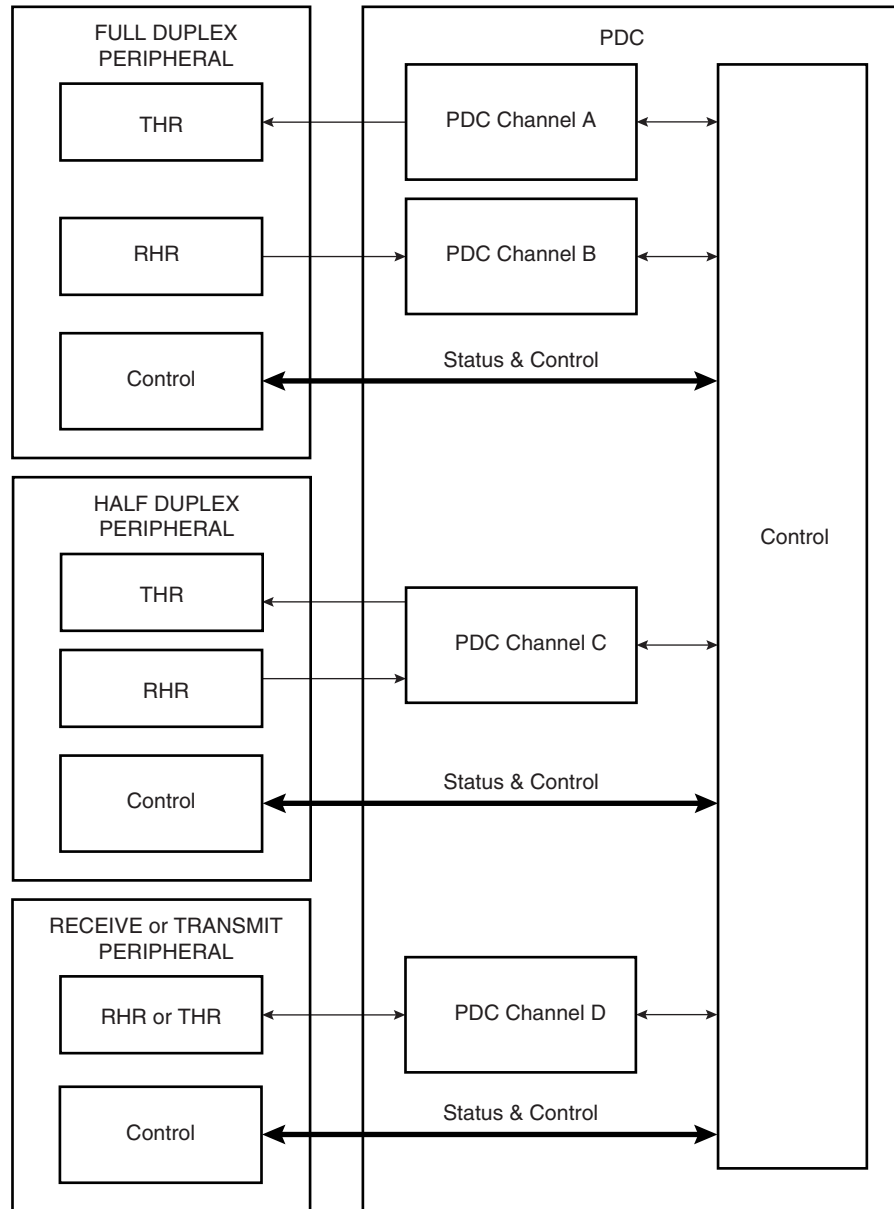 FULL DUPLEX
PERIPHERAL
THR
RHR
Control
PDC
PDC Channel A
PDC Channel B
Status & Control
HALF DUPLEX
PERIPHERAL
THR
RHR
Control
PDC Channel C
Status & Control
Control
RECEIVE or TRANSMIT
PERIPHERAL
RHR or THR
Control
PDC Channel D
Status & Control